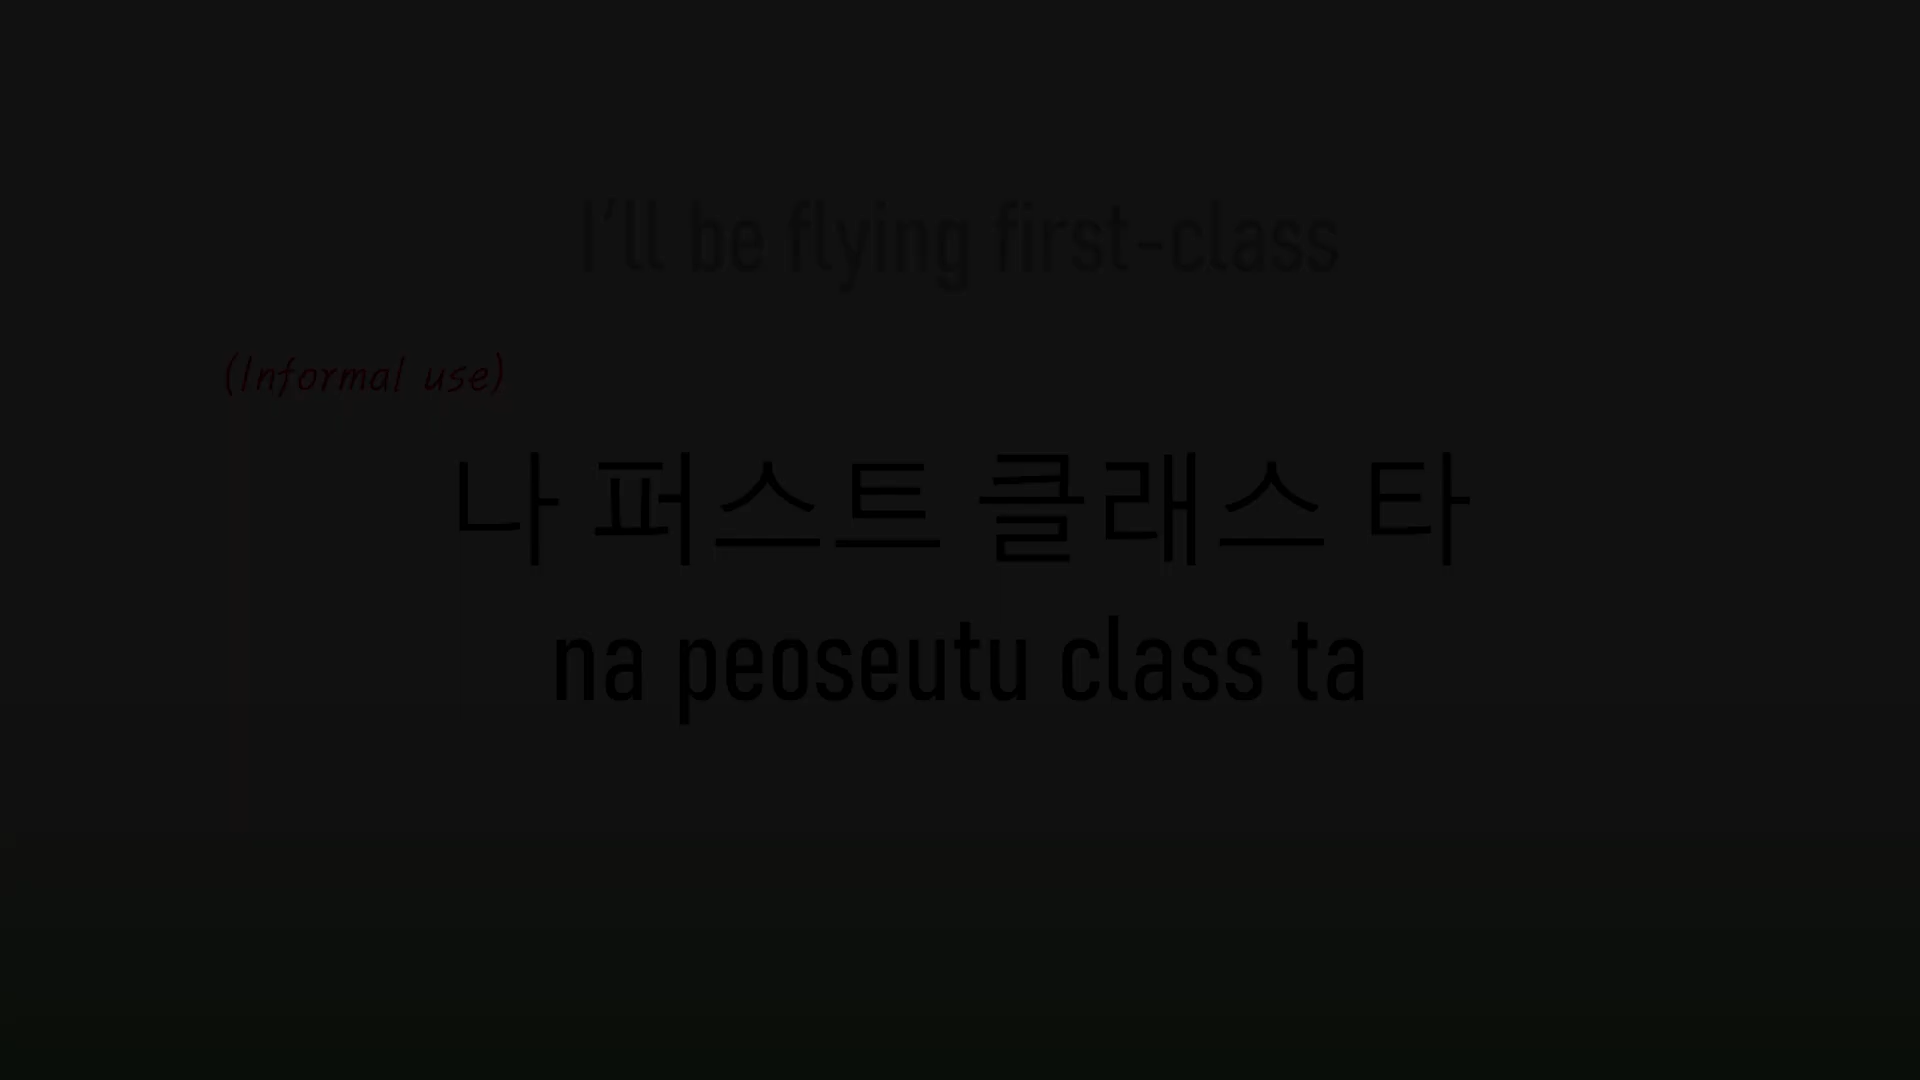 I'll be flying first-class
(Informal use)
나 퍼스트 클래스 타
na peoseutu class ta